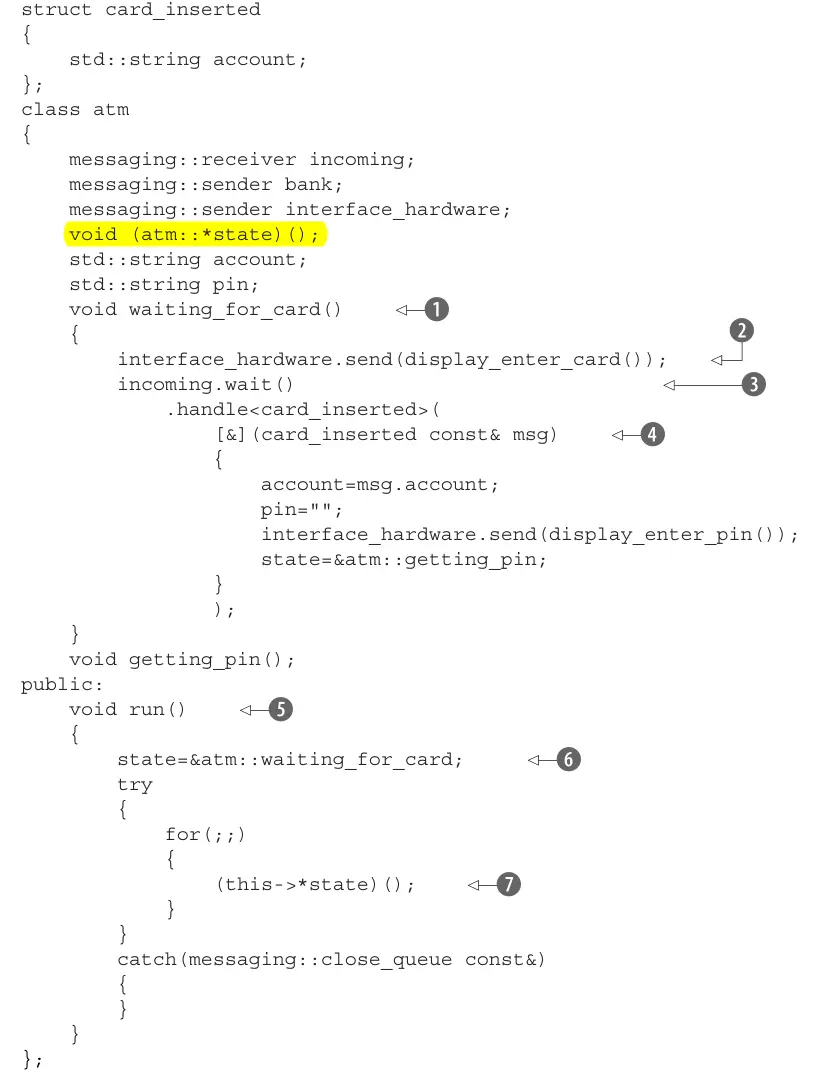 struct card_inserted
{
    std::string account;
};
class atm
{
    messaging::receiver incoming;
    messaging::sender bank;
    messaging::sender interface_hardware;
    void (atm::*state)();
    std::string account;
    std::string pin;
    void waiting_for_card() 1
    { 2
        interface_hardware.send(display_enter_card());
        incoming.wait() 3
            .handle<card_inserted>(
                [&](card_inserted const& msg) 4
                {
                    account=msg.account;
                    pin="";
                    interface_hardware.send(display_enter_pin());
                    state=&atm::getting_pin;
                }
                );
    }
    void getting_pin();
public:
    void run() 5
    {
        state=&atm::waiting_for_card; 6
        try
        {
            for(;;)
            {
                (this->*state)(); 7
            }
        }
        catch(messaging::close_queue const&)
        {
        }
    }
};